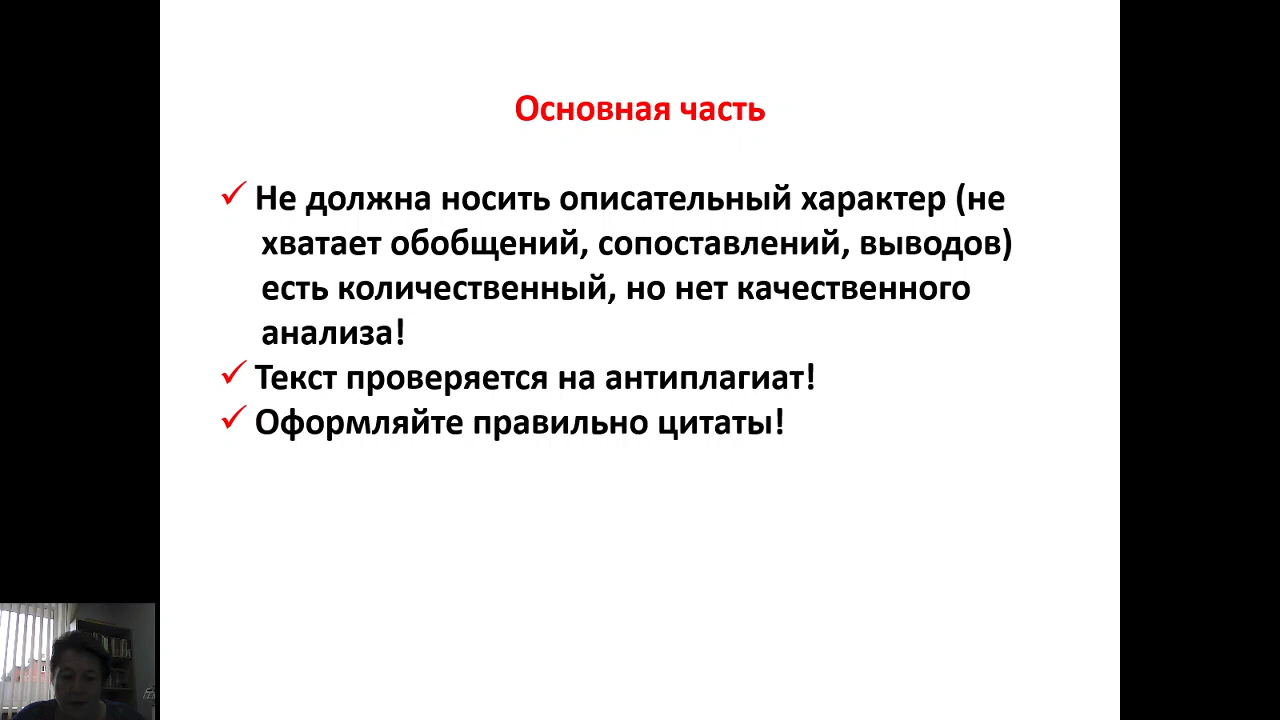 Основная часть
Не должна носить описательный характер (не
хватает обобщений, сопоставлений, выводов)
есть количественный, но нет качественного
анализа!
Текст проверяется на антиплагиат!
Оформляйте правильно цитаты!